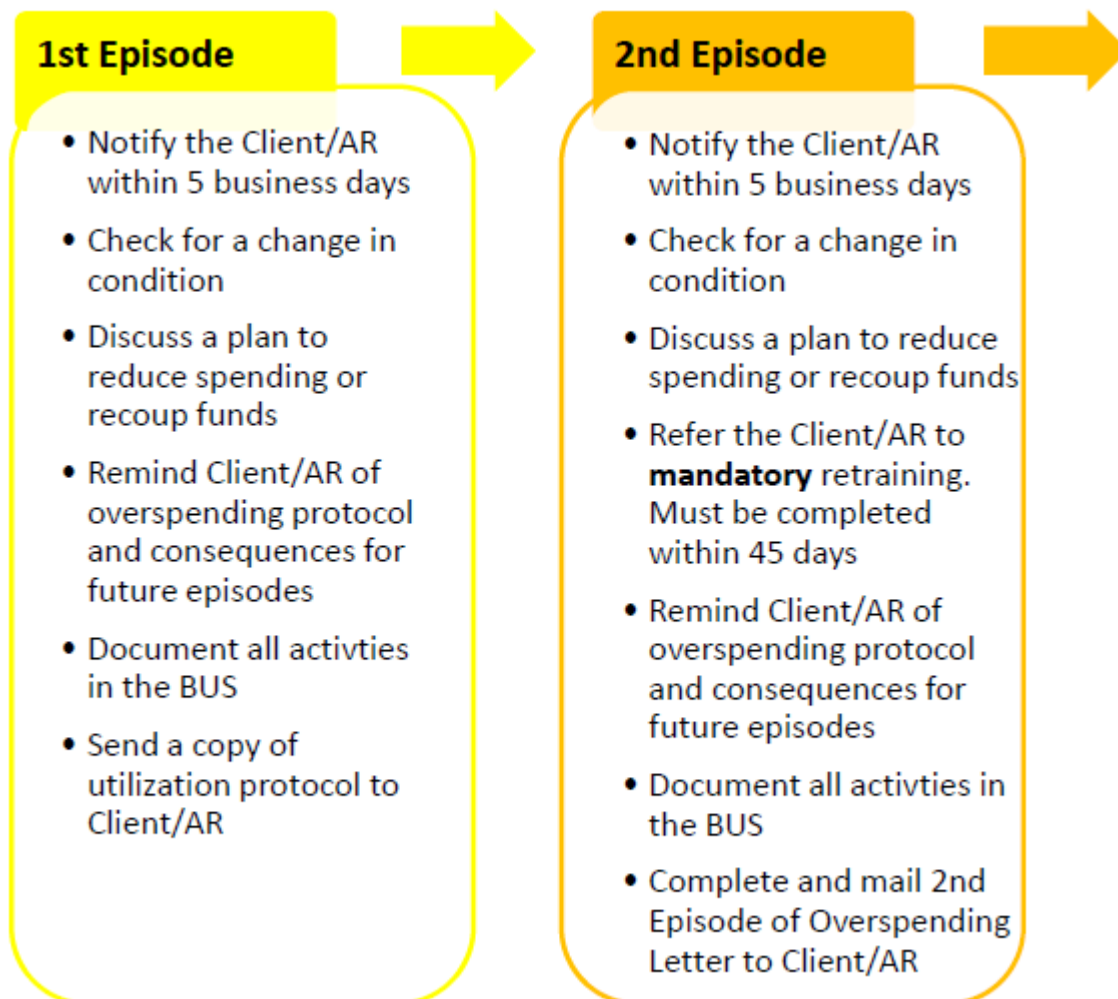 1st Episode
• Notify the Client/AR
within 5 business days
• Check for a change in
condition
• Discuss a plan to
reduce spending or
recoup funds
• Remind Client/AR of
overspending protocol
and consequences for
future episodes
• Document all activties
in the BUS
• Send a copy of
utilization protocol to
Client/AR
2nd Episode
• Notify the Client/AR
within 5 business days
• Check for a change in
condition
• Discuss a plan to reduce
spending or recoup funds
• Refer the Client/AR to
mandatory retraining.
Must be completed
within 45 days
• Remind Client/AR of
overspending protocol
and consequences for
future episodes
• Document all activties in
the BUS
• Complete and mail 2nd
Episode of Overspending
Letter to Client/AR